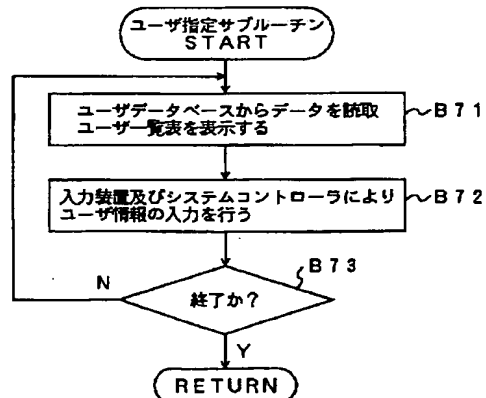 ユーザ指定サブルーチン
START
ユーザデータベースからデータを読取
ユーザ一覧表を表示する
B71
入力装置及びシステムコントローラにより
ユーザ情報の入力を行う
B72
B73
N
終了か?
Y
RETURN